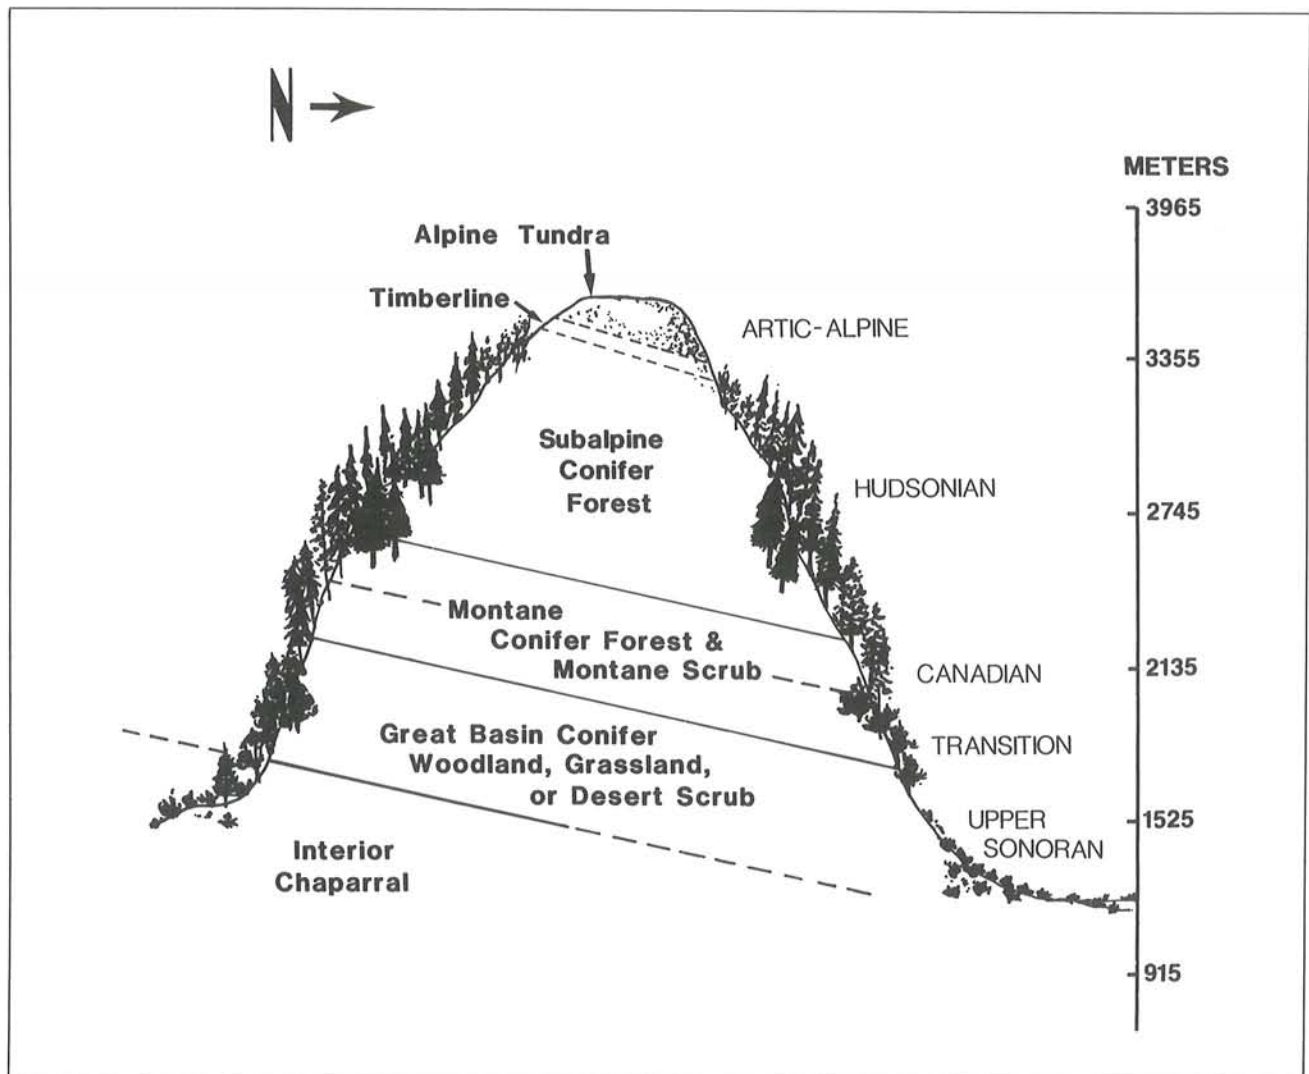 N
METERS
3965
Alpine Tundra
Timberline
ARTIC-ALPINE
3355
Subalpine
Conifer
Forest
HUDSONIAN
2745
Montane
Conifer Forest &
Montane Scrub
2135
CANADIAN
Great Basin Conifer
Woodland, Grassland,
or Desert Scrub
TRANSITION
1525
UPPER
SONORAN
Interior
Chaparral
915